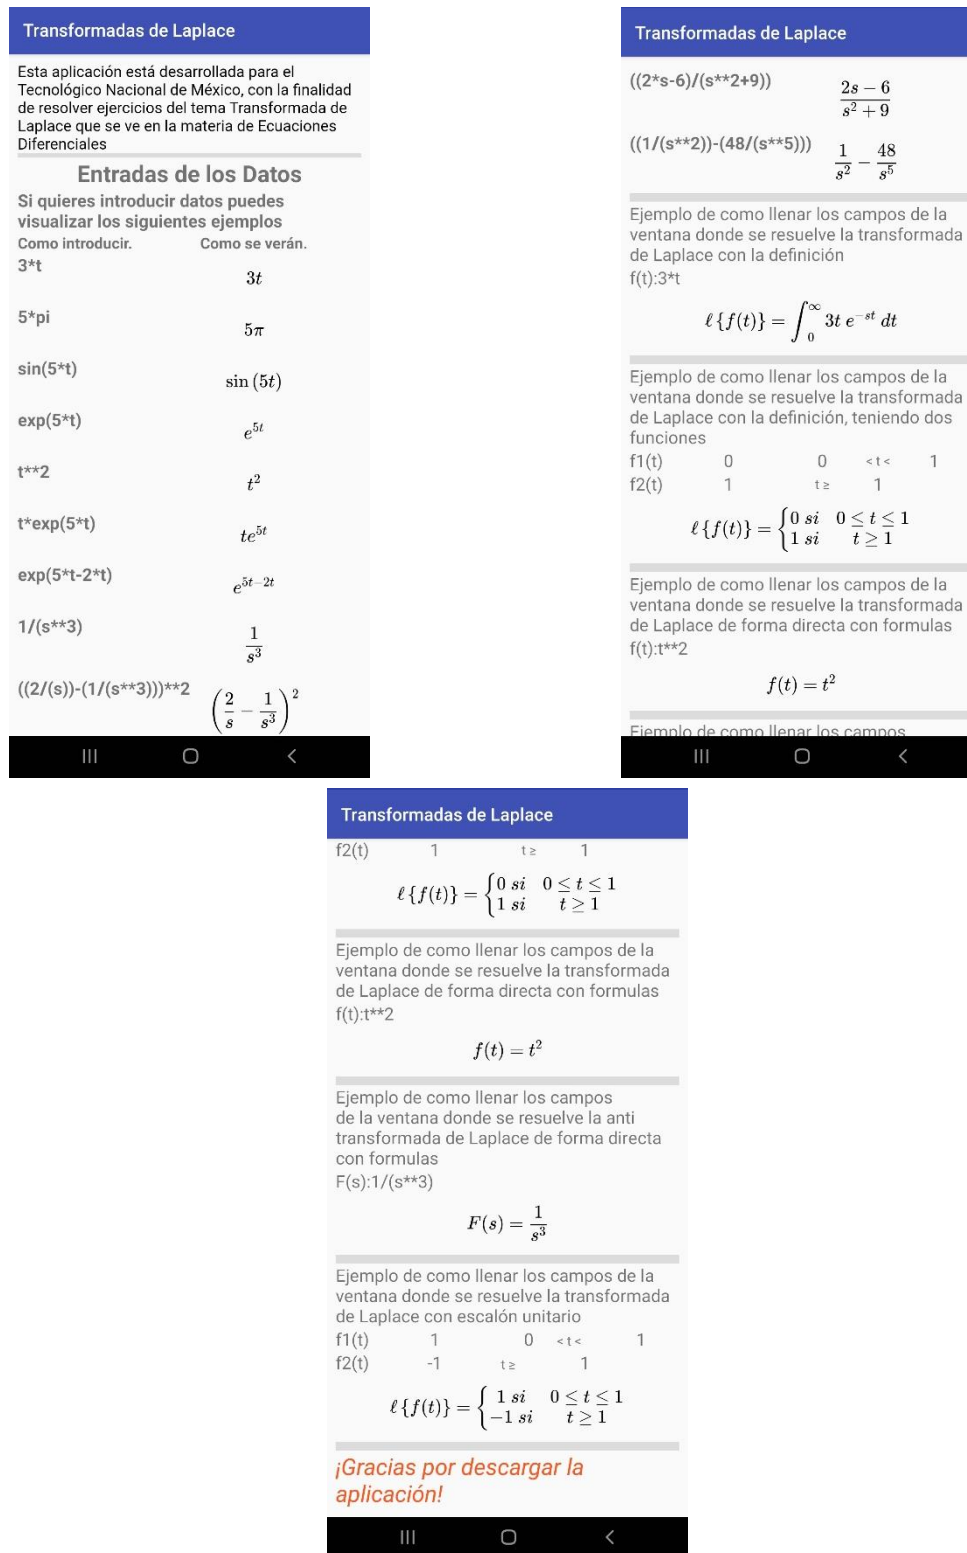 Transformadas de Laplace
Esta aplicación está desarrollada para el
Tecnológico Nacional de México, con la finalidad
de resolver ejercicios del tema Transformada de
Laplace que se ve en la materia de Ecuaciones
Diferenciales
Entradas de los Datos
Si quieres introducir datos puedes
visualizar los siguientes ejemplos
Como introducir. Como se verán.
3*t 3t
5*pi 5π
sin(5*t) sin (5t)
exp(5*t) e^{5t}
t**2 t^2
t*exp(5*t) te^{5t}
exp(5*t-2*t) e^{5t−2t}
1/(s**3) \frac{1}{s^3}
((2/(s))-(1/(s**3)))**2 \left(\frac{2}{s} − \frac{1}{s^3}\right)^2
Transformadas de Laplace
((2*s-6)/(s**2+9)) \frac{2s − 6}{s^2 + 9}
((1/(s**2))-(48/(s**5))) \frac{1}{s^2} − \frac{48}{s^5}
Ejemplo de como llenar los campos de la
ventana donde se resuelve la transformada
de Laplace con la definición
f(t):3*t
ℓ{f(t)} = ∫_0^∞ 3t e^{−st} dt
Ejemplo de como llenar los campos de la
ventana donde se resuelve la transformada
de Laplace con la definición, teniendo dos
funciones
f1(t) 0 0 < t < 1
f2(t) 1 t ≥ 1
ℓ{f(t)} = { 0 si 0 ≤ t ≤ 1
1 si t ≥ 1
Ejemplo de como llenar los campos de la
ventana donde se resuelve la transformada
de Laplace de forma directa con formulas
f(t):t**2
f(t) = t^2
Ejemplo de como llenar los campos
Transformadas de Laplace
f2(t) 1 t ≥ 1
ℓ{f(t)} = { 0 si 0 ≤ t ≤ 1
1 si t ≥ 1
Ejemplo de como llenar los campos de la
ventana donde se resuelve la transformada
de Laplace de forma directa con formulas
f(t):t**2
f(t) = t^2
Ejemplo de como llenar los campos
de la ventana donde se resuelve la anti
transformada de Laplace de forma directa
con formulas
F(s):1/(s**3)
F(s) = \frac{1}{s^3}
Ejemplo de como llenar los campos de la
ventana donde se resuelve la transformada
de Laplace con escalón unitario
f1(t) 1 0 < t < 1
f2(t) -1 t ≥ 1
ℓ{f(t)} = { 1 si 0 ≤ t ≤ 1
−1 si t ≥ 1
¡Gracias por descargar la
aplicación!